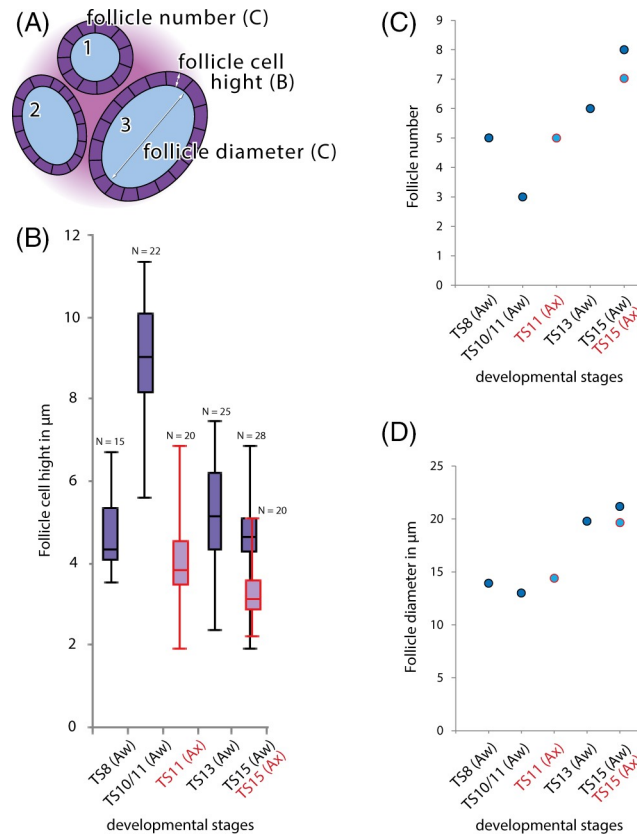 (A)
follicle number (C)
1
follicle cell
hight (B)
2
3
follicle diameter (C)
(B)
12
10
8
6
4
2
0
Follicle cell hight in µm
N = 15
N = 22
N = 20
N = 25
N = 28
N = 20
TS8 (Aw)
TS10/11 (Aw)
TS11 (Ax)
TS13 (Aw)
TS15 (Aw)
TS15 (Ax)
developmental stages
(C)
9
8
7
6
5
4
3
2
1
0
Follicle number
TS8 (Aw)
TS10/11 (Aw)
TS11 (Ax)
TS13 (Aw)
TS15 (Aw)
TS15 (Ax)
developmental stages
(D)
25
20
15
10
5
0
Follicle diameter in µm
TS8 (Aw)
TS10/11 (Aw)
TS11 (Ax)
TS13 (Aw)
TS15 (Aw)
TS15 (Ax)
developmental stages